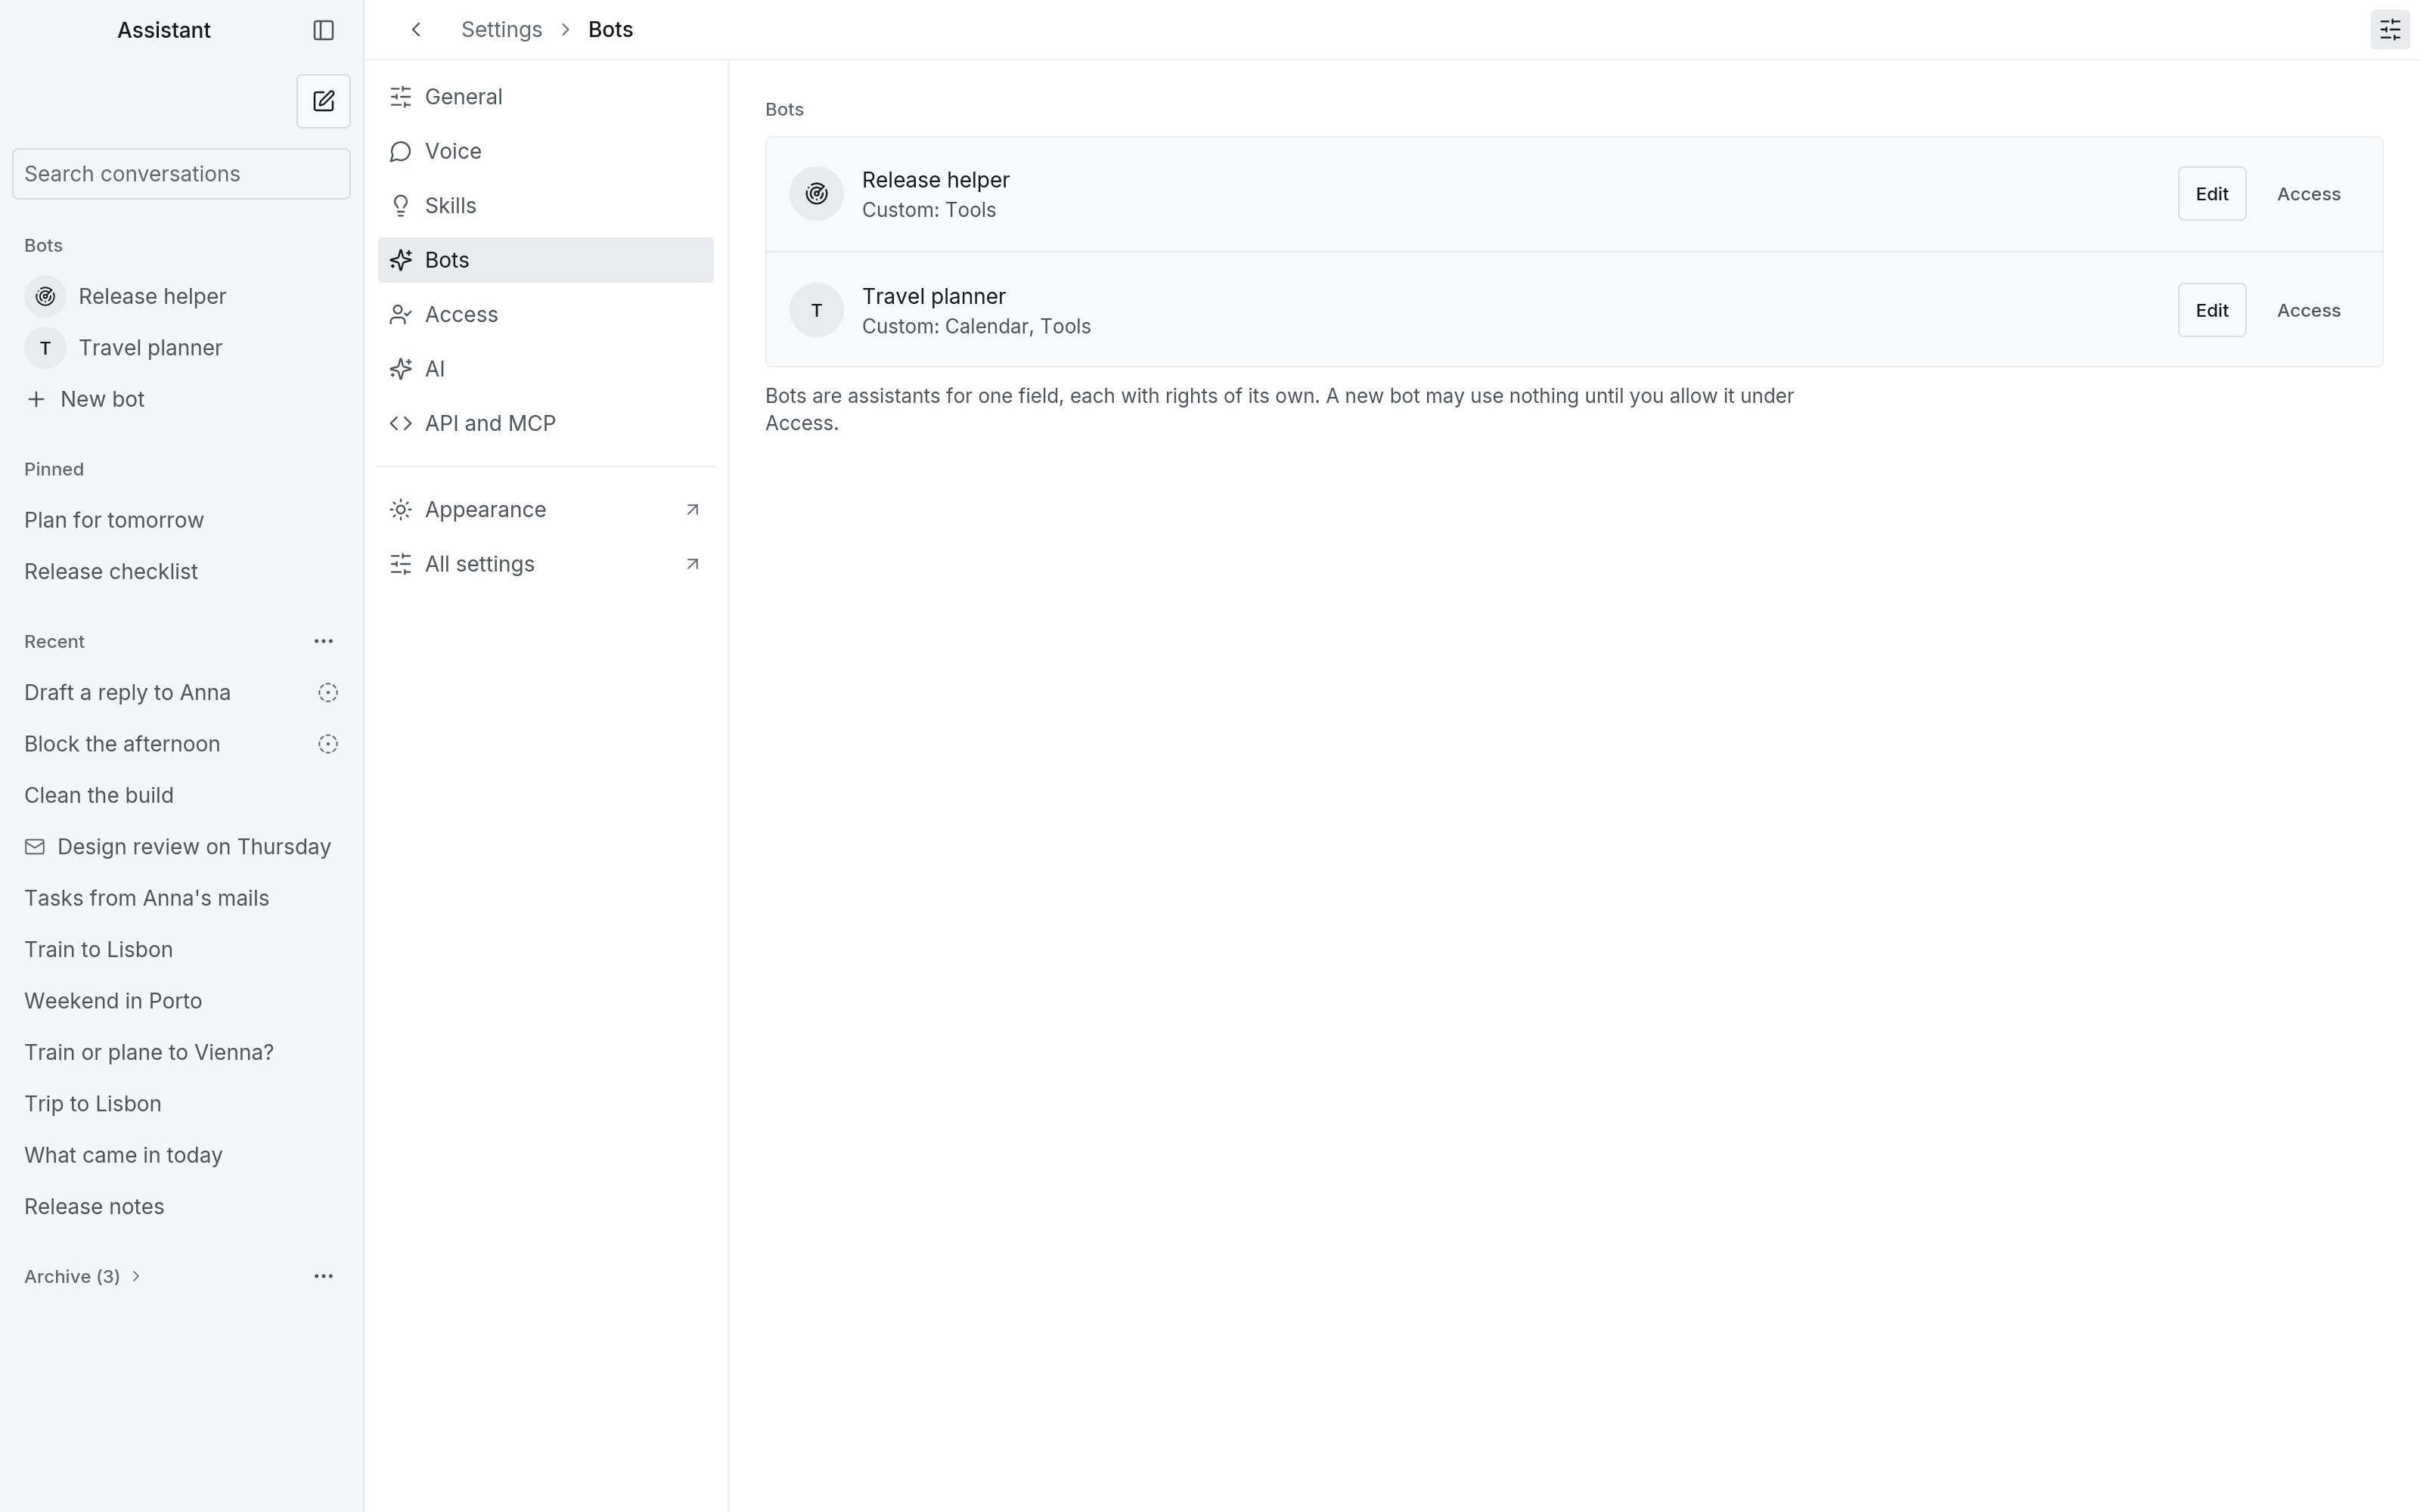 Assistant
Search conversations
Bots
Release helper
T Travel planner
New bot
Pinned
Plan for tomorrow
Release checklist
Recent
Draft a reply to Anna
Block the afternoon
Clean the build
Design review on Thursday
Tasks from Anna's mails
Train to Lisbon
Weekend in Porto
Train or plane to Vienna?
Trip to Lisbon
What came in today
Release notes
Archive (3)
Settings > Bots
General
Voice
Skills
Bots
Access
AI
API and MCP
Appearance
All settings
Bots
Release helper
Custom: Tools
Edit Access
T
Travel planner
Custom: Calendar, Tools
Edit Access
Bots are assistants for one field, each with rights of its own. A new bot may use nothing until you allow it under
Access.